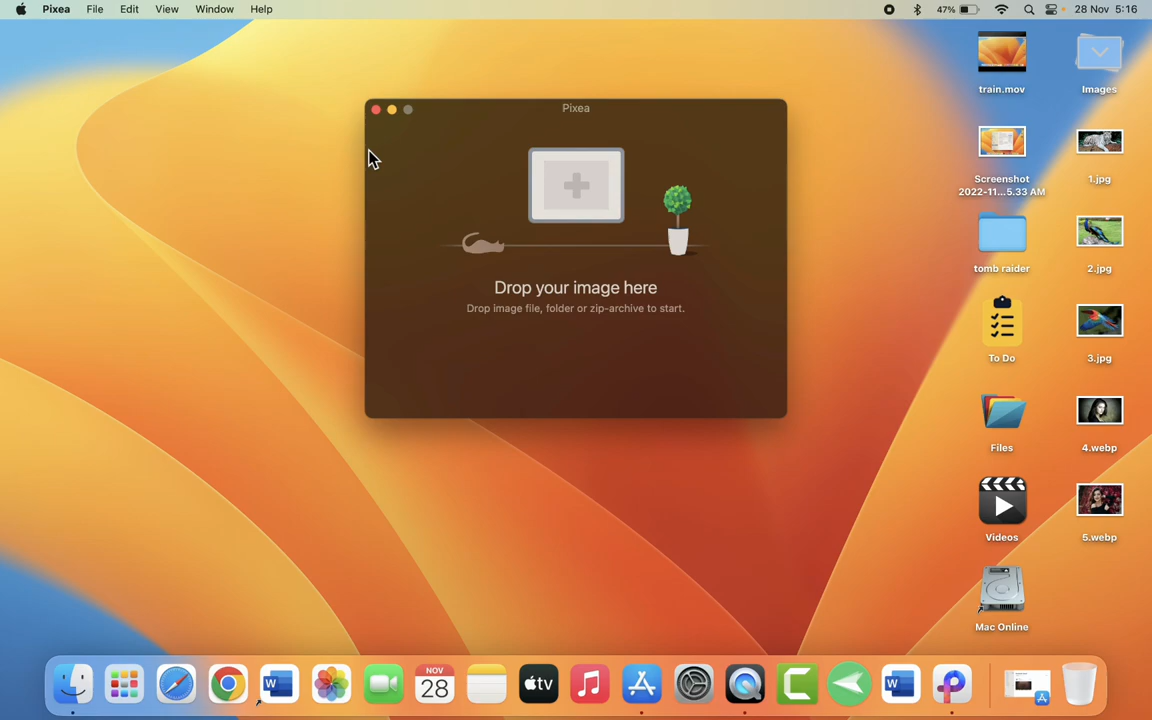 Pixea File Edit View Window Help 47% 28 Nov 5:16
Pixea
Drop your image here
Drop image file, folder or zip-archive to start.
train.mov
Images
Screenshot
2022-11...5.33 AM
1.jpg
tomb raider
2.jpg
To Do
3.jpg
Files
4.webp
Videos
5.webp
Mac Online
W
NOV
28
tv
C
W